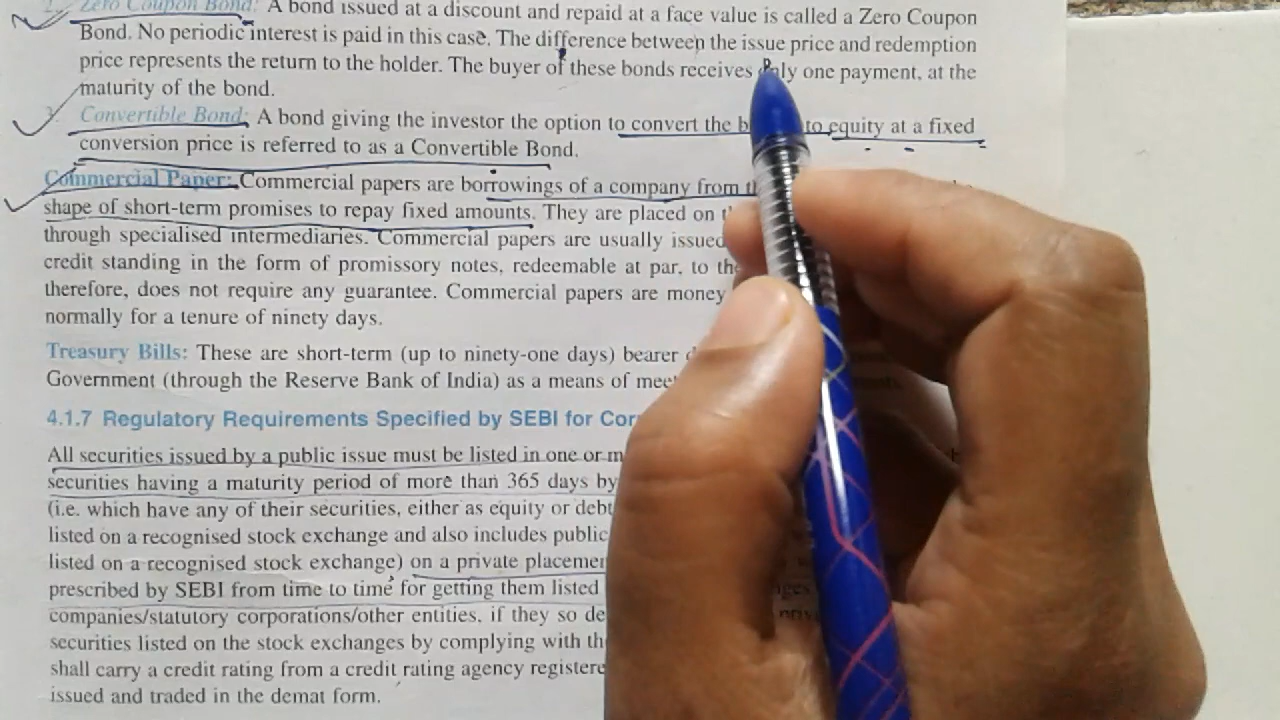 Zero Coupon Bond: A bond issued at a discount and repaid at a face value is called a Zero Coupon
Bond. No periodic interest is paid in this case. The difference between the issue price and redemption
price represents the return to the holder. The buyer of these bonds receives only one payment, at the
maturity of the bond.
Convertible Bond: A bond giving the investor the option to convert the to equity at a fixed
conversion price is referred to as a Convertible Bond.
Commercial Paper: Commercial papers are borrowings of a company from
shape of short-term promises to repay fixed amounts. They are placed on
through specialised intermediaries. Commercial papers are usually issued
credit standing in the form of promissory notes, redeemable at par, to the
therefore, does not require any guarantee. Commercial papers are money
normally for a tenure of ninety days.
Treasury Bills: These are short-term (up to ninety-one days) bearer
Government (through the Reserve Bank of India) as a means of
4.1.7 Regulatory Requirements Specified by SEBI for
All securities issued by a public issue must be listed in one or
securities having a maturity period of more than 365 days by
(i.e. which have any of their securities, either as equity or
listed on a recognised stock exchange and also includes public
listed on a recognised stock exchange) on a private
prescribed by SEBI from time to time for getting them listed
companies/statutory corporations/other entities, if they so
securities listed on the stock exchanges by complying with
shall carry a credit rating from a credit rating agency
issued and traded in the demat form.